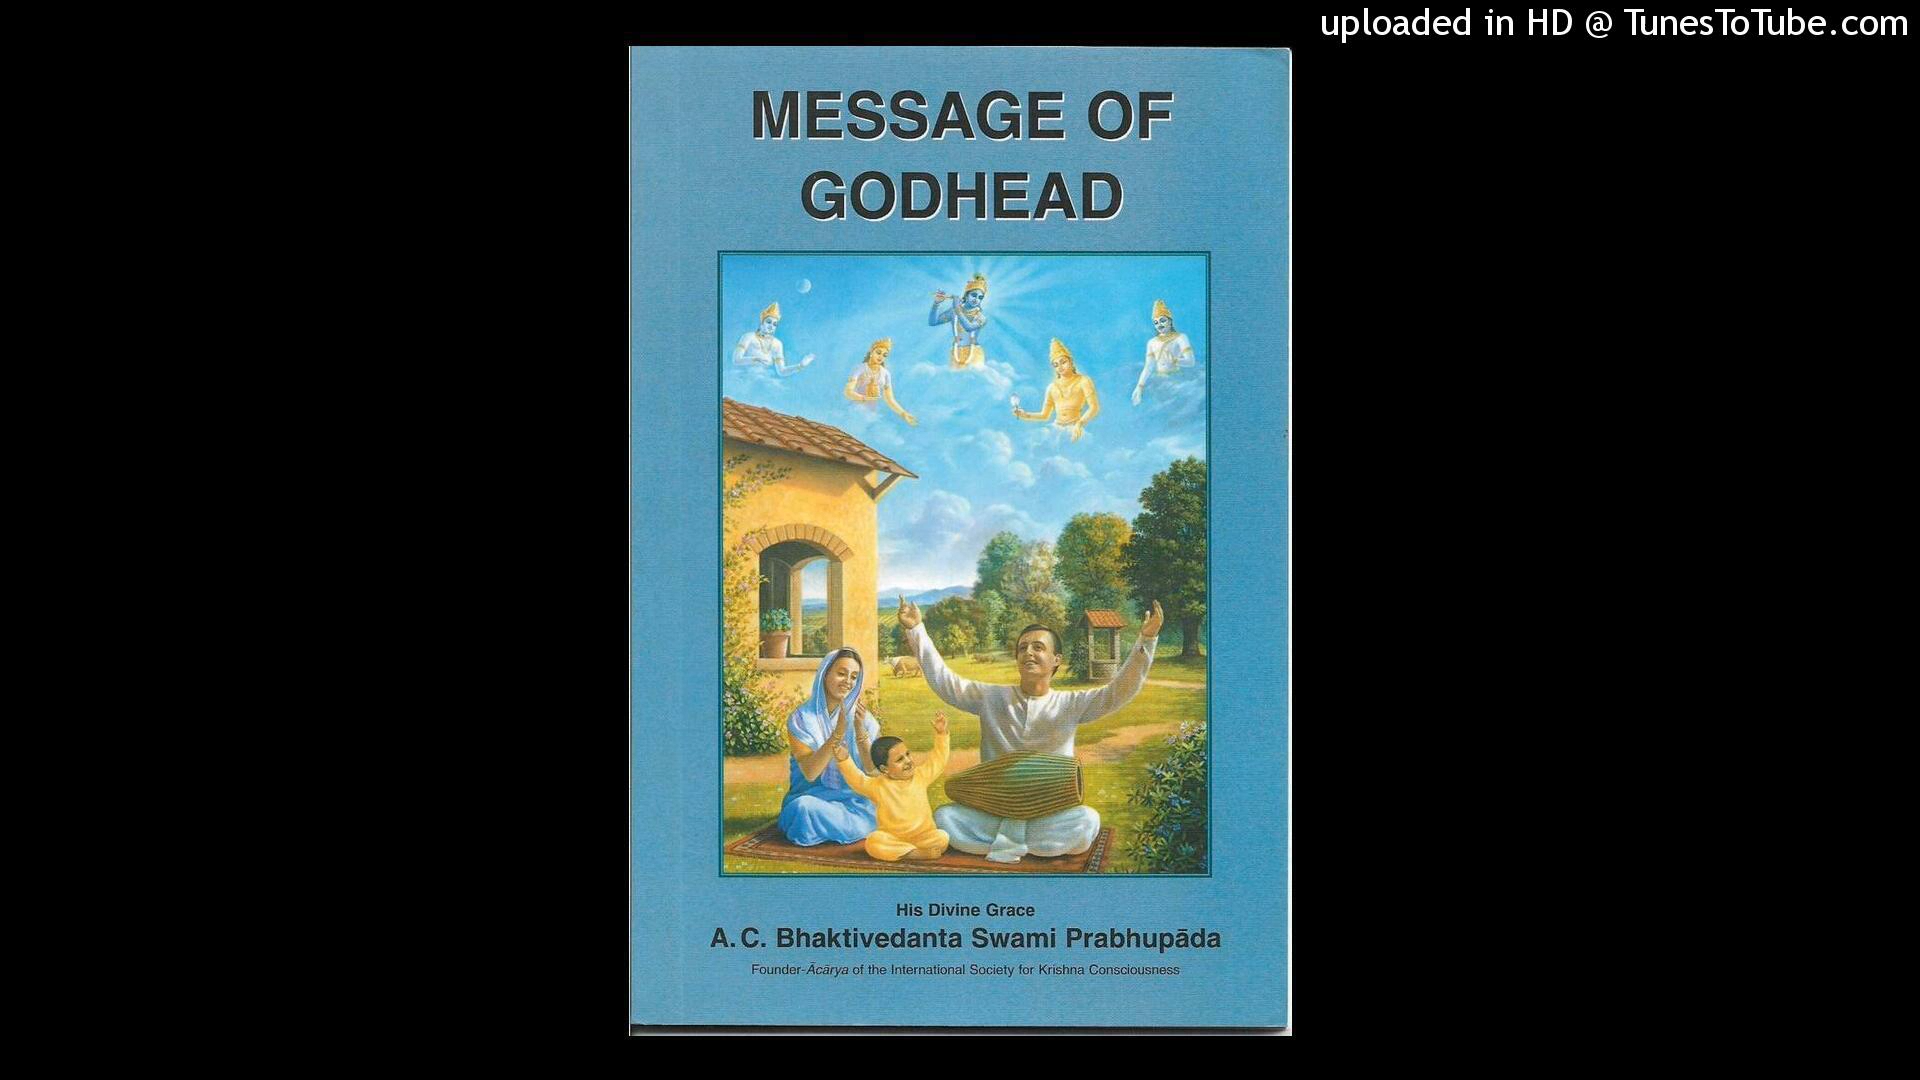 uploaded in HD @ TunesToTube.com
MESSAGE OF
GODHEAD
His Divine Grace
A. C. Bhaktivedanta Swami Prabhupāda
Founder-Ācārya of the International Society for Krishna Consciousness